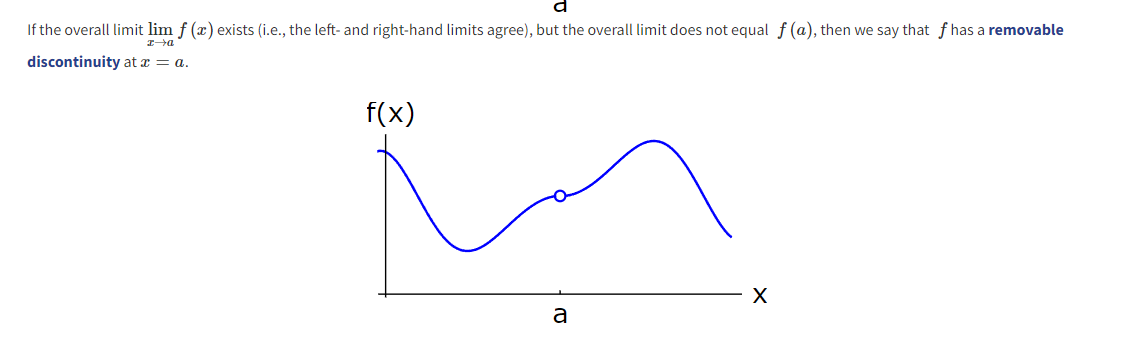 a
If the overall limit lim f (x) exists (i.e., the left- and right-hand limits agree), but the overall limit does not equal f (a), then we say that f has a removable
x→a
discontinuity at x = a.
f(x)
x
a